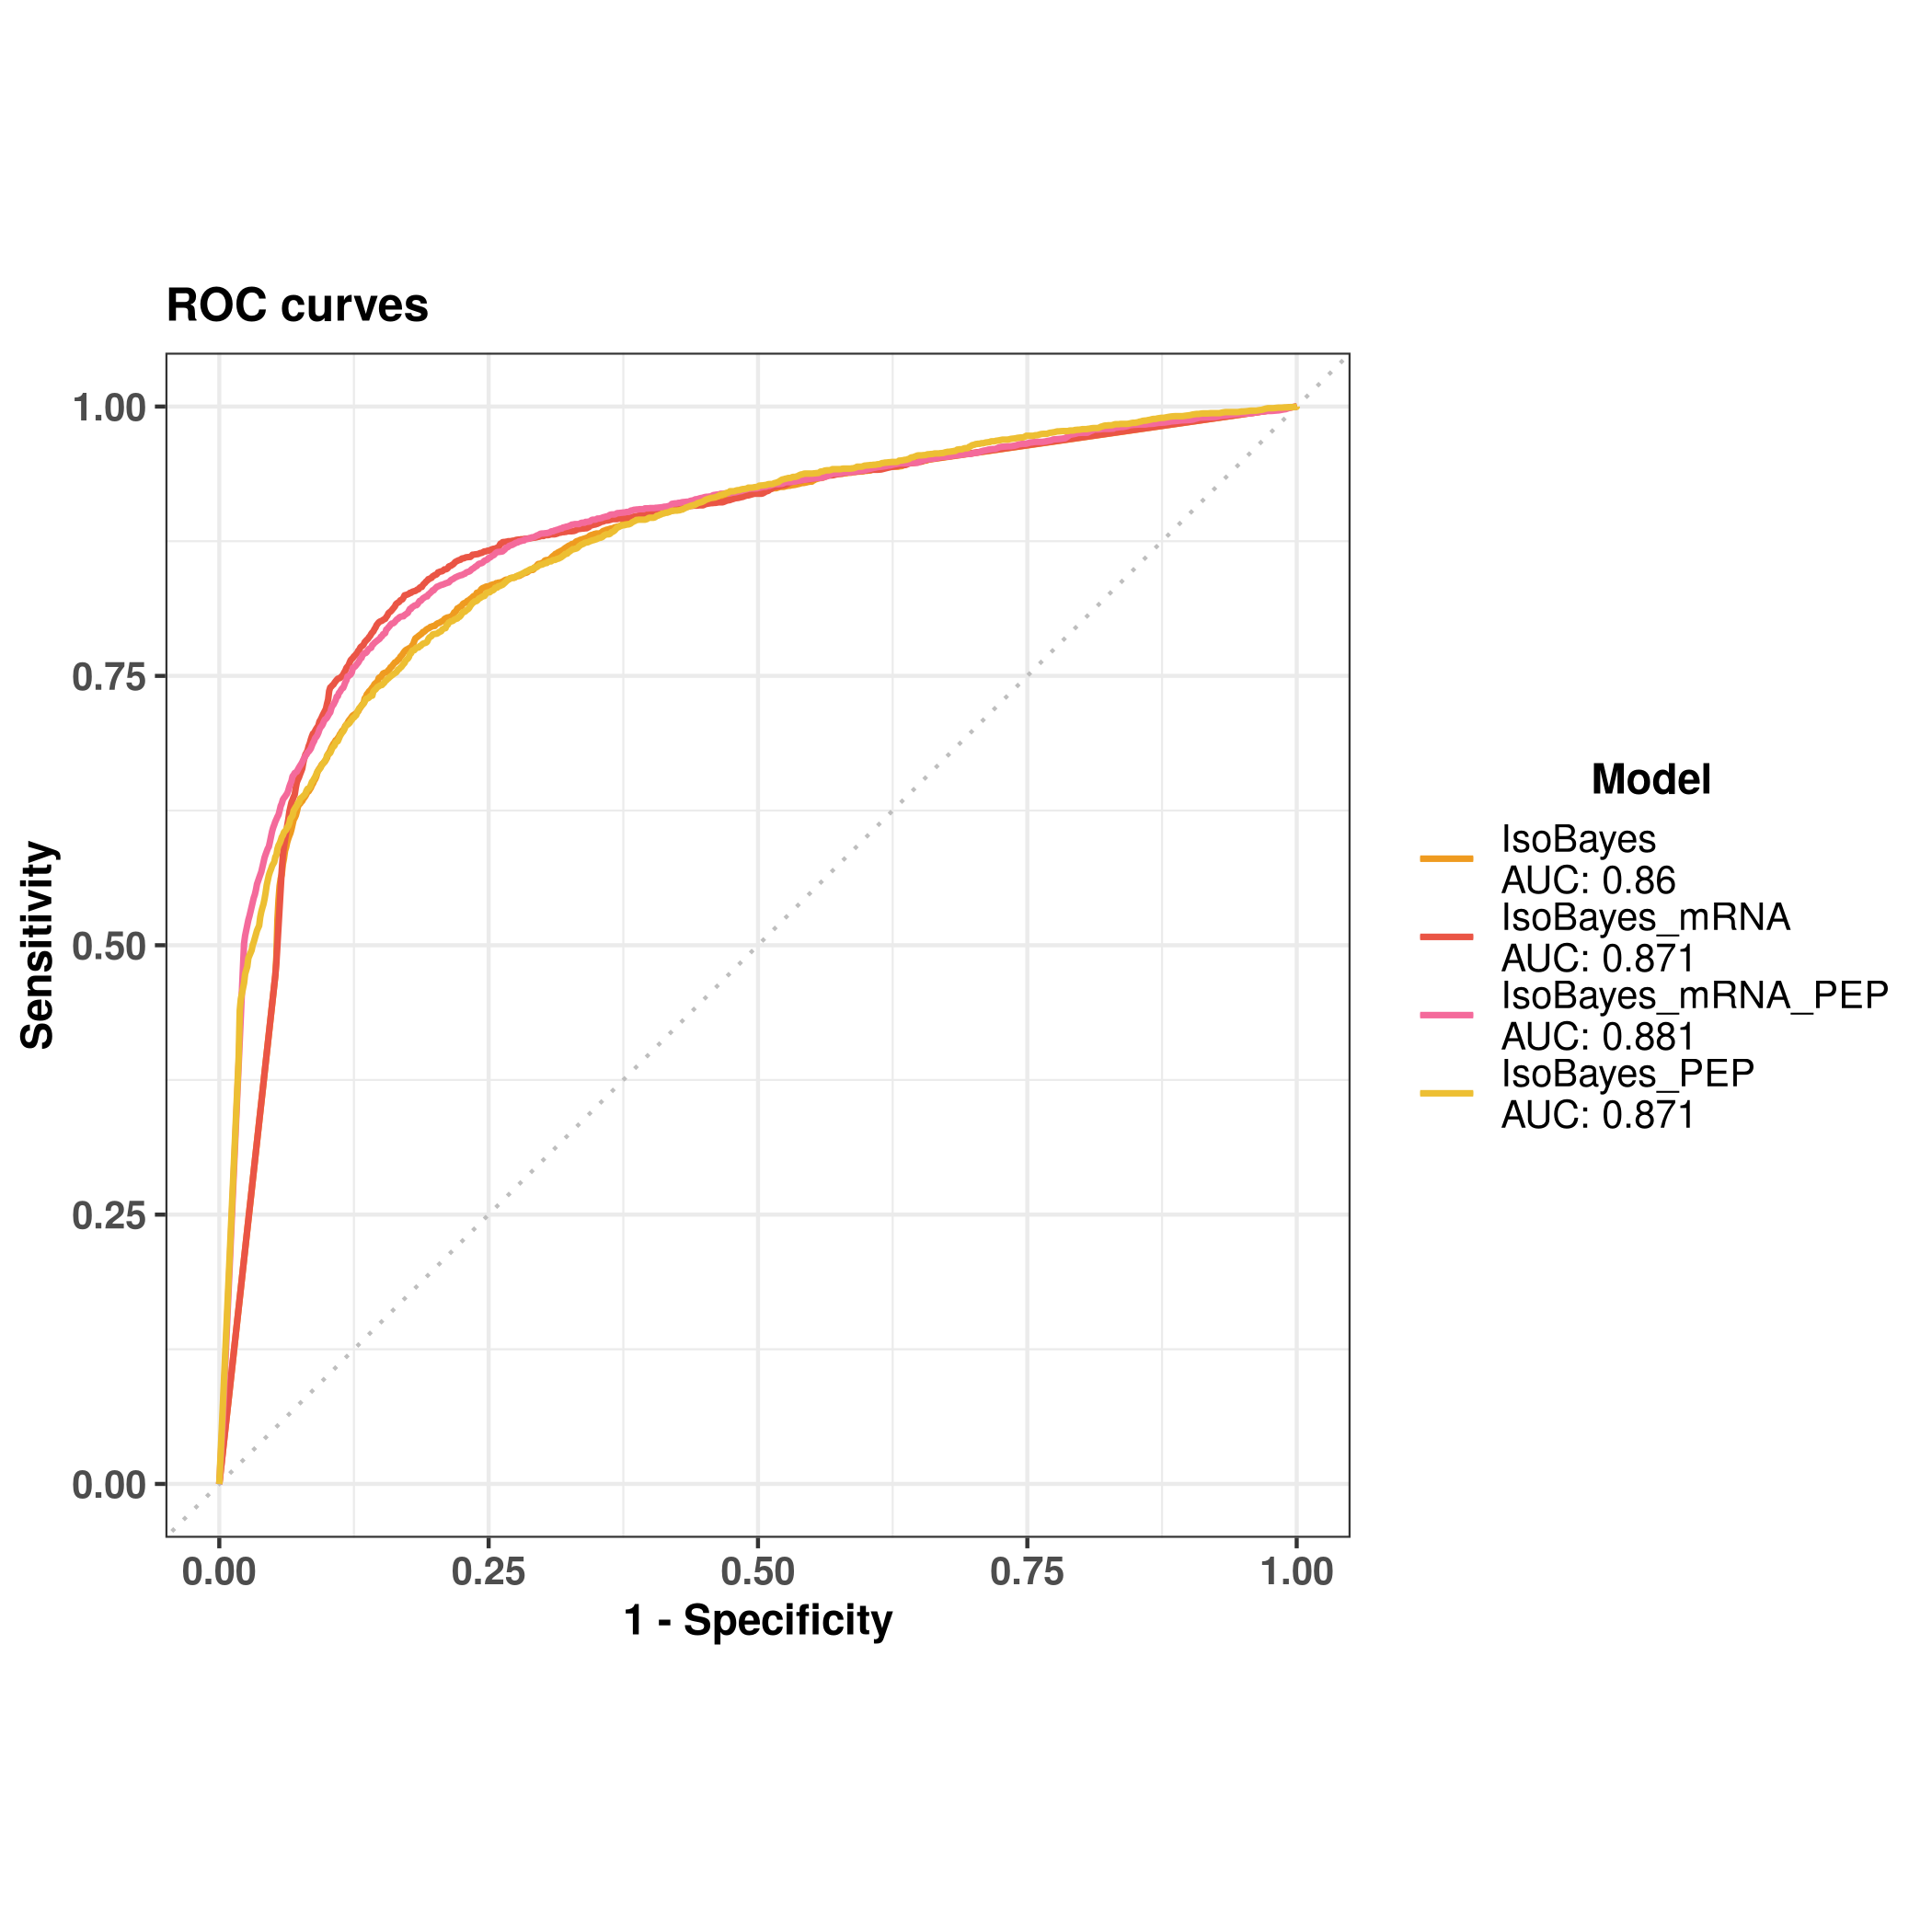 ROC curves
1.00
0.75
0.50
0.25
0.00
Sensitivity
0.00 0.25 0.50 0.75 1.00
1 - Specificity
Model
IsoBayes
AUC: 0.86
IsoBayes_mRNA
AUC: 0.871
IsoBayes_mRNA_PEP
AUC: 0.881
IsoBayes_PEP
AUC: 0.871